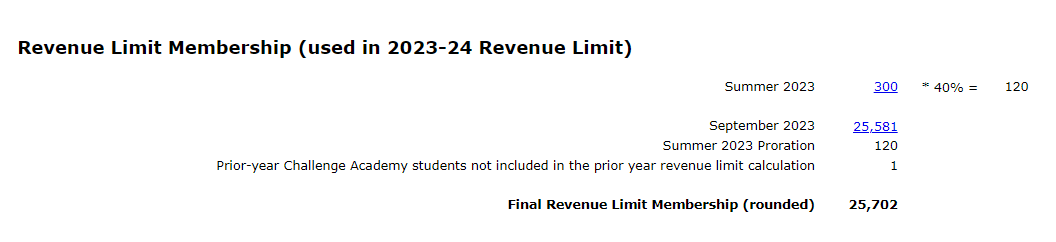 Revenue Limit Membership (used in 2023-24 Revenue Limit)
Summer 2023 300 * 40% = 120
September 2023 25,581
Summer 2023 Proration 120
Prior-year Challenge Academy students not included in the prior year revenue limit calculation 1
Final Revenue Limit Membership (rounded) 25,702